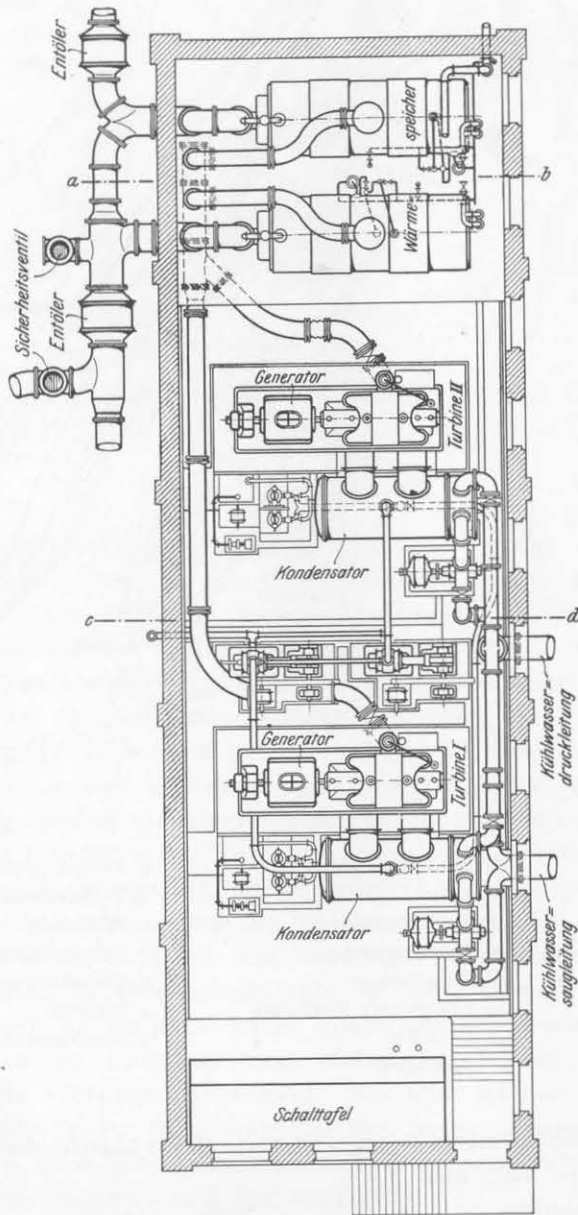 Entöler
a
b
Sicherheitsventil
Entöler
speicher
Wärme-
Generator
Turbine II
Kondensator
c
d
Kühlwasser=
druckleitung
Generator
Turbine I
Kondensator
Kühlwasser=
saugleitung
Schalttafel